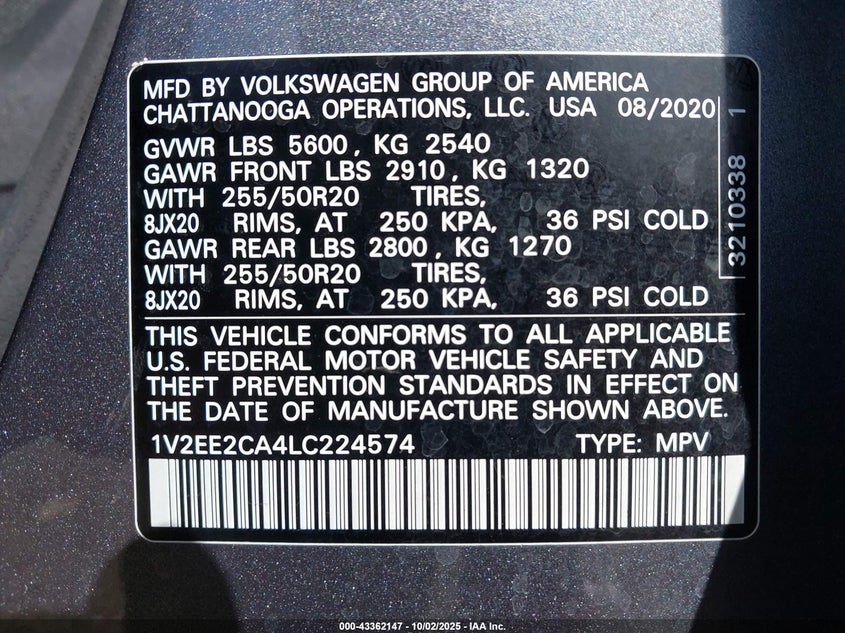 MFD BY VOLKSWAGEN GROUP OF AMERICA
CHATTANOOGA OPERATIONS, LLC. USA 08/2020
GVWR LBS 5600, KG 2540
GAWR FRONT LBS 2910, KG 1320
WITH 255/50R20 TIRES,
8JX20 RIMS, AT 250 KPA, 36 PSI COLD
GAWR REAR LBS 2800, KG 1270
WITH 255/50R20 TIRES,
8JX20 RIMS, AT 250 KPA, 36 PSI COLD
3210338 1
THIS VEHICLE CONFORMS TO ALL APPLICABLE
U.S. FEDERAL MOTOR VEHICLE SAFETY AND
THEFT PREVENTION STANDARDS IN EFFECT ON
THE DATE OF MANUFACTURE SHOWN ABOVE.
1V2EE2CA4LC224574 TYPE: MPV
000-43362147 - 10/02/2025 - IAA Inc.